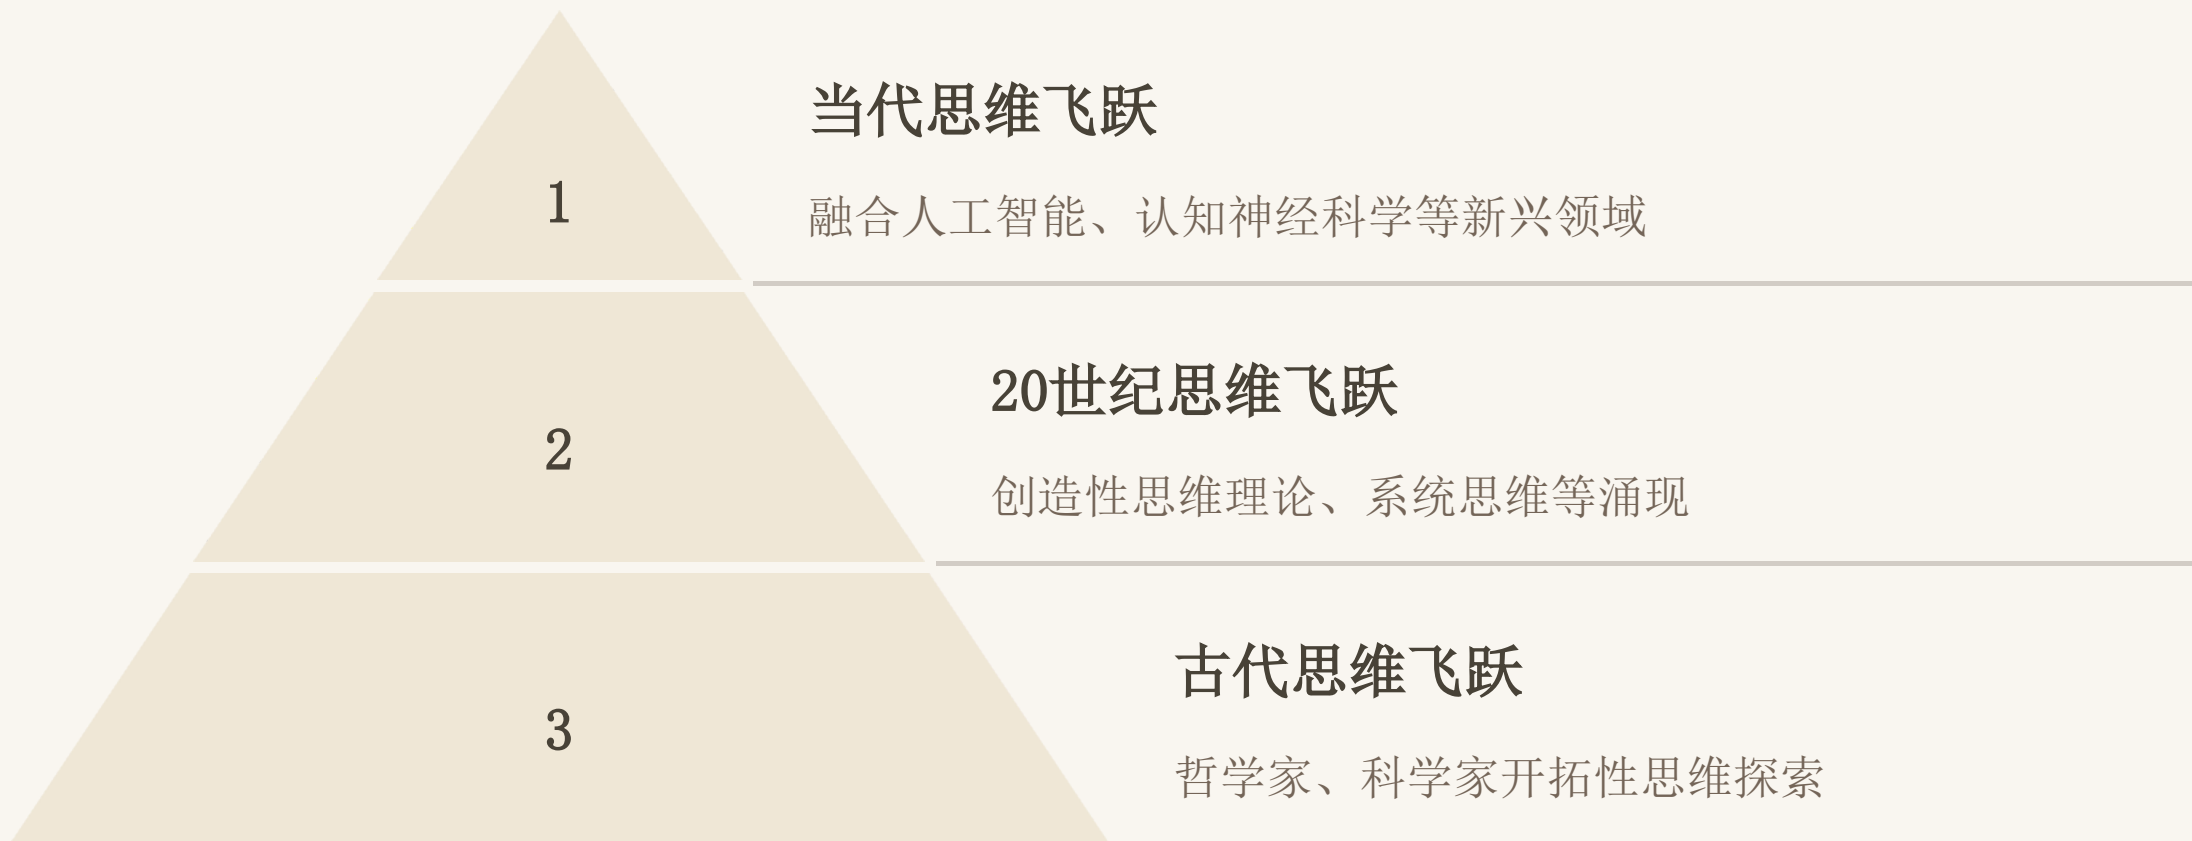 1
当代思维飞跃
融合人工智能、认知神经科学等新兴领域
2
20世纪思维飞跃
创造性思维理论、系统思维等涌现
3
古代思维飞跃
哲学家、科学家开拓性思维探索